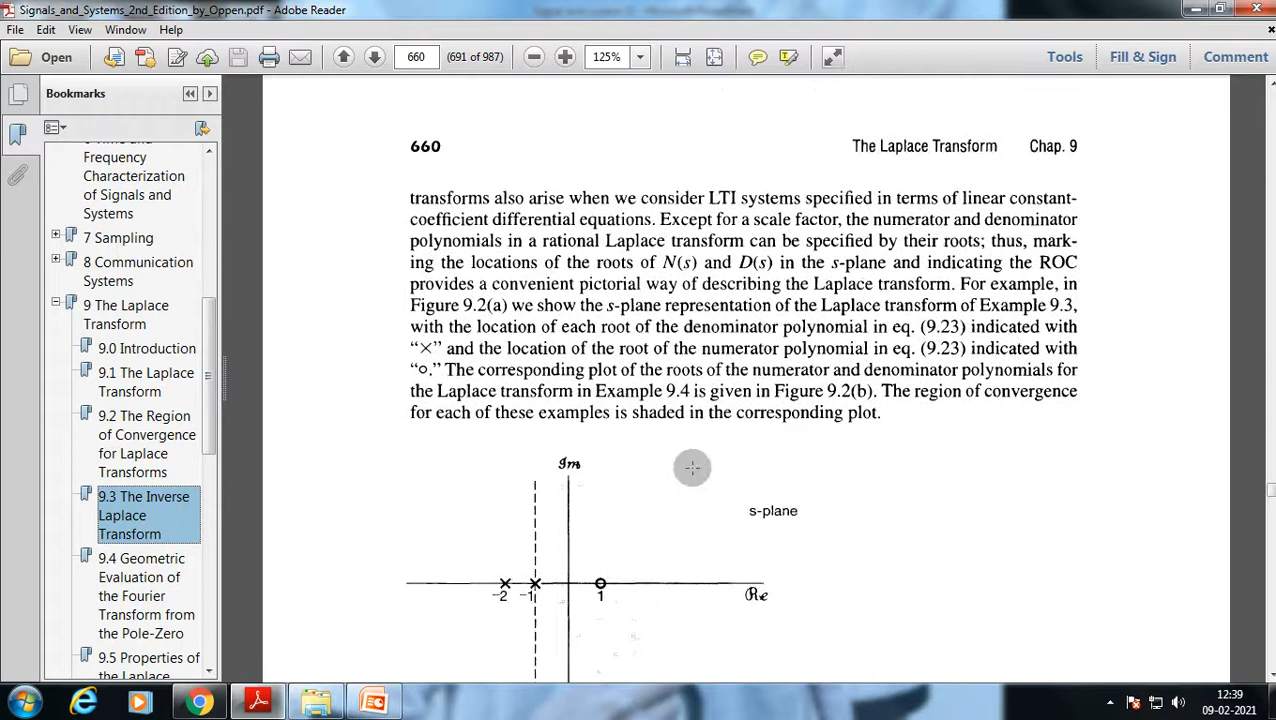 Signals_and_Systems_2nd_Edition_by_Oppen.pdf - Adobe Reader
File Edit View Window Help
Open 660 (691 of 987) 125% Tools Fill & Sign Comment
Bookmarks
Frequency
Characterization
of Signals and
Systems
7 Sampling
8 Communication
Systems
9 The Laplace
Transform
9.0 Introduction
9.1 The Laplace
Transform
9.2 The Region
of Convergence
for Laplace
Transforms
9.3 The Inverse
Laplace
Transform
9.4 Geometric
Evaluation of
the Fourier
Transform from
the Pole-Zero
9.5 Properties of
the Laplace
660 The Laplace Transform Chap. 9
transforms also arise when we consider LTI systems specified in terms of linear constant-
coefficient differential equations. Except for a scale factor, the numerator and denominator
polynomials in a rational Laplace transform can be specified by their roots; thus, mark-
ing the locations of the roots of N(s) and D(s) in the s-plane and indicating the ROC
provides a convenient pictorial way of describing the Laplace transform. For example, in
Figure 9.2(a) we show the s-plane representation of the Laplace transform of Example 9.3,
with the location of each root of the denominator polynomial in eq. (9.23) indicated with
“×” and the location of the root of the numerator polynomial in eq. (9.23) indicated with
“○.” The corresponding plot of the roots of the numerator and denominator polynomials for
the Laplace transform in Example 9.4 is given in Figure 9.2(b). The region of convergence
for each of these examples is shaded in the corresponding plot.
Im
s-plane
−2 −1 1 Re
12:39
09-02-2021